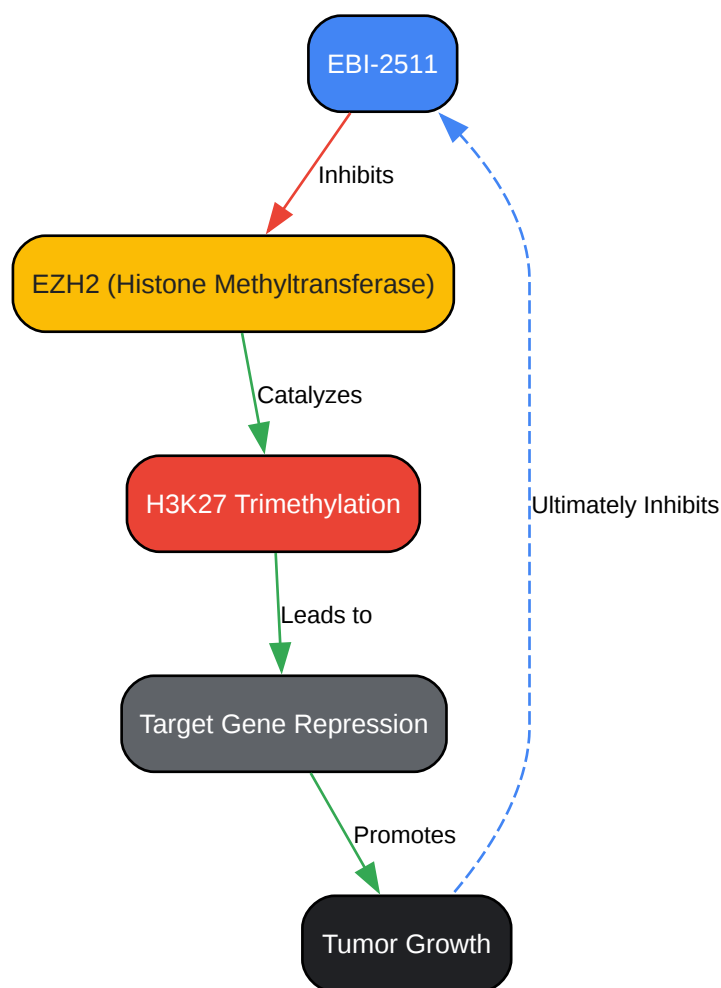 EBI-2511
Inhibits
EZH2 (Histone Methyltransferase)
Catalyzes
H3K27 Trimethylation
Ultimately Inhibits
Leads to
Target Gene Repression
Promotes
Tumor Growth